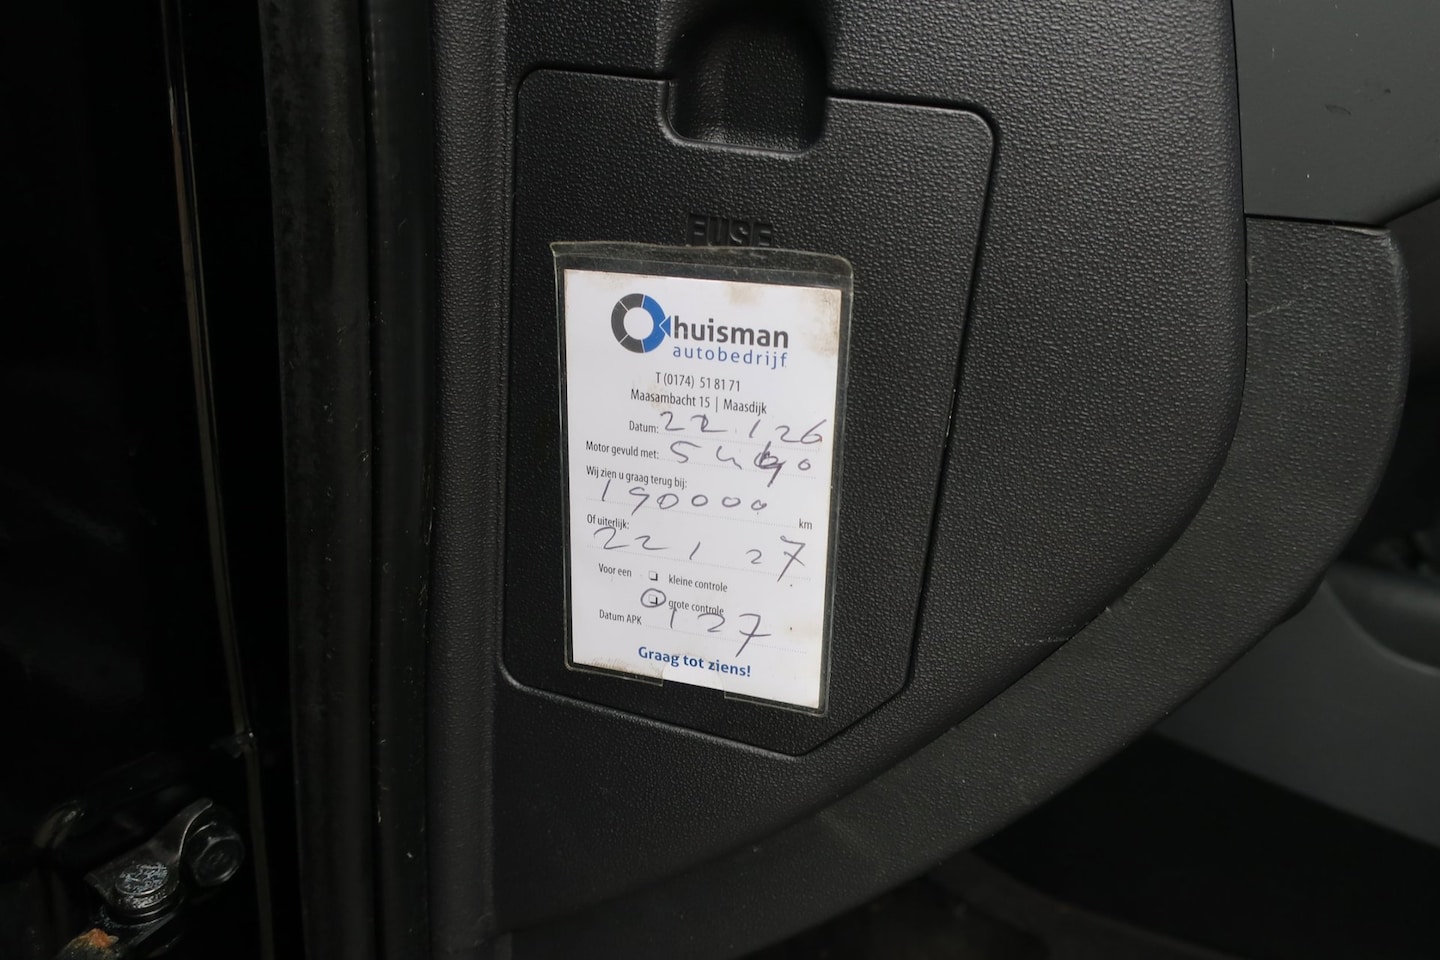 FUSE
huisman
autobedrijf
T (0174) 51 81 71
Maasambacht 15 | Maasdijk
Datum: 22.1 26
Motor gevuld met: 5w40
Wij zien u graag terug bij:
190000 km
Of uiterlijk:
22 1 27
Voor een kleine controle
grote controle
Datum APK 1 27
Graag tot ziens!